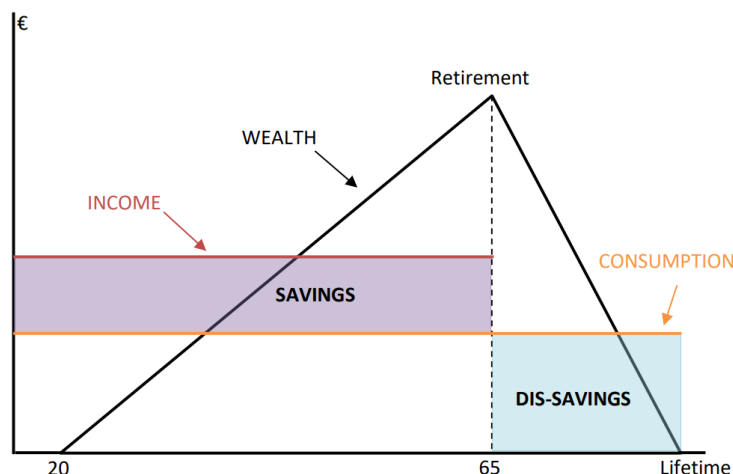 €
Retirement
WEALTH
INCOME
CONSUMPTION
SAVINGS
DIS-SAVINGS
20
65
Lifetime